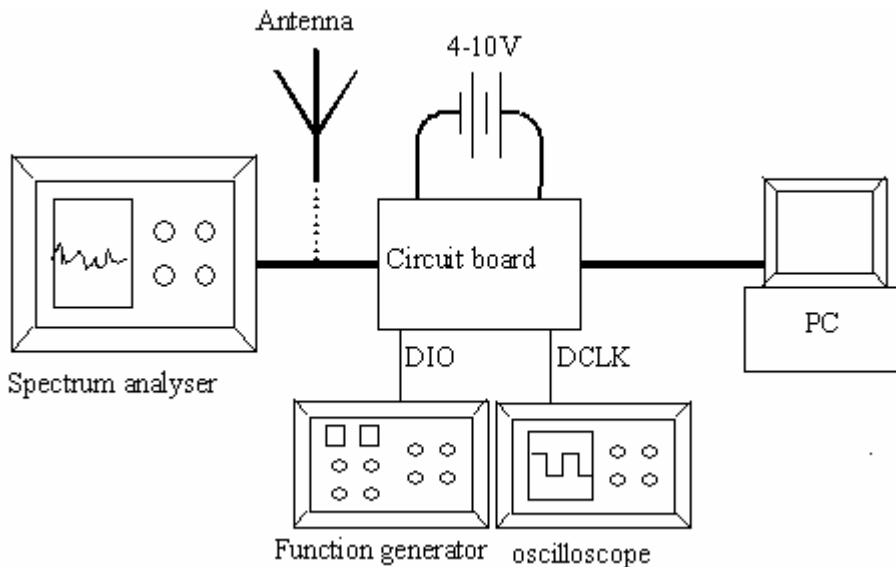 Antenna
4-10V
Circuit board
PC
DIO
DCLK
Spectrum analyser
Function generator
oscilloscope